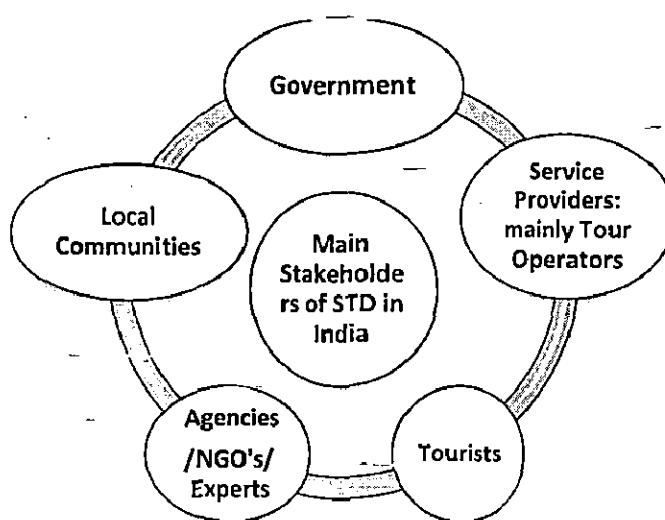 Government
Service
Providers:
mainly Tour
Operators
Local
Communities
Main
Stakeholde
rs of STD in
India
Agencies
/NGO's/
Experts
Tourists